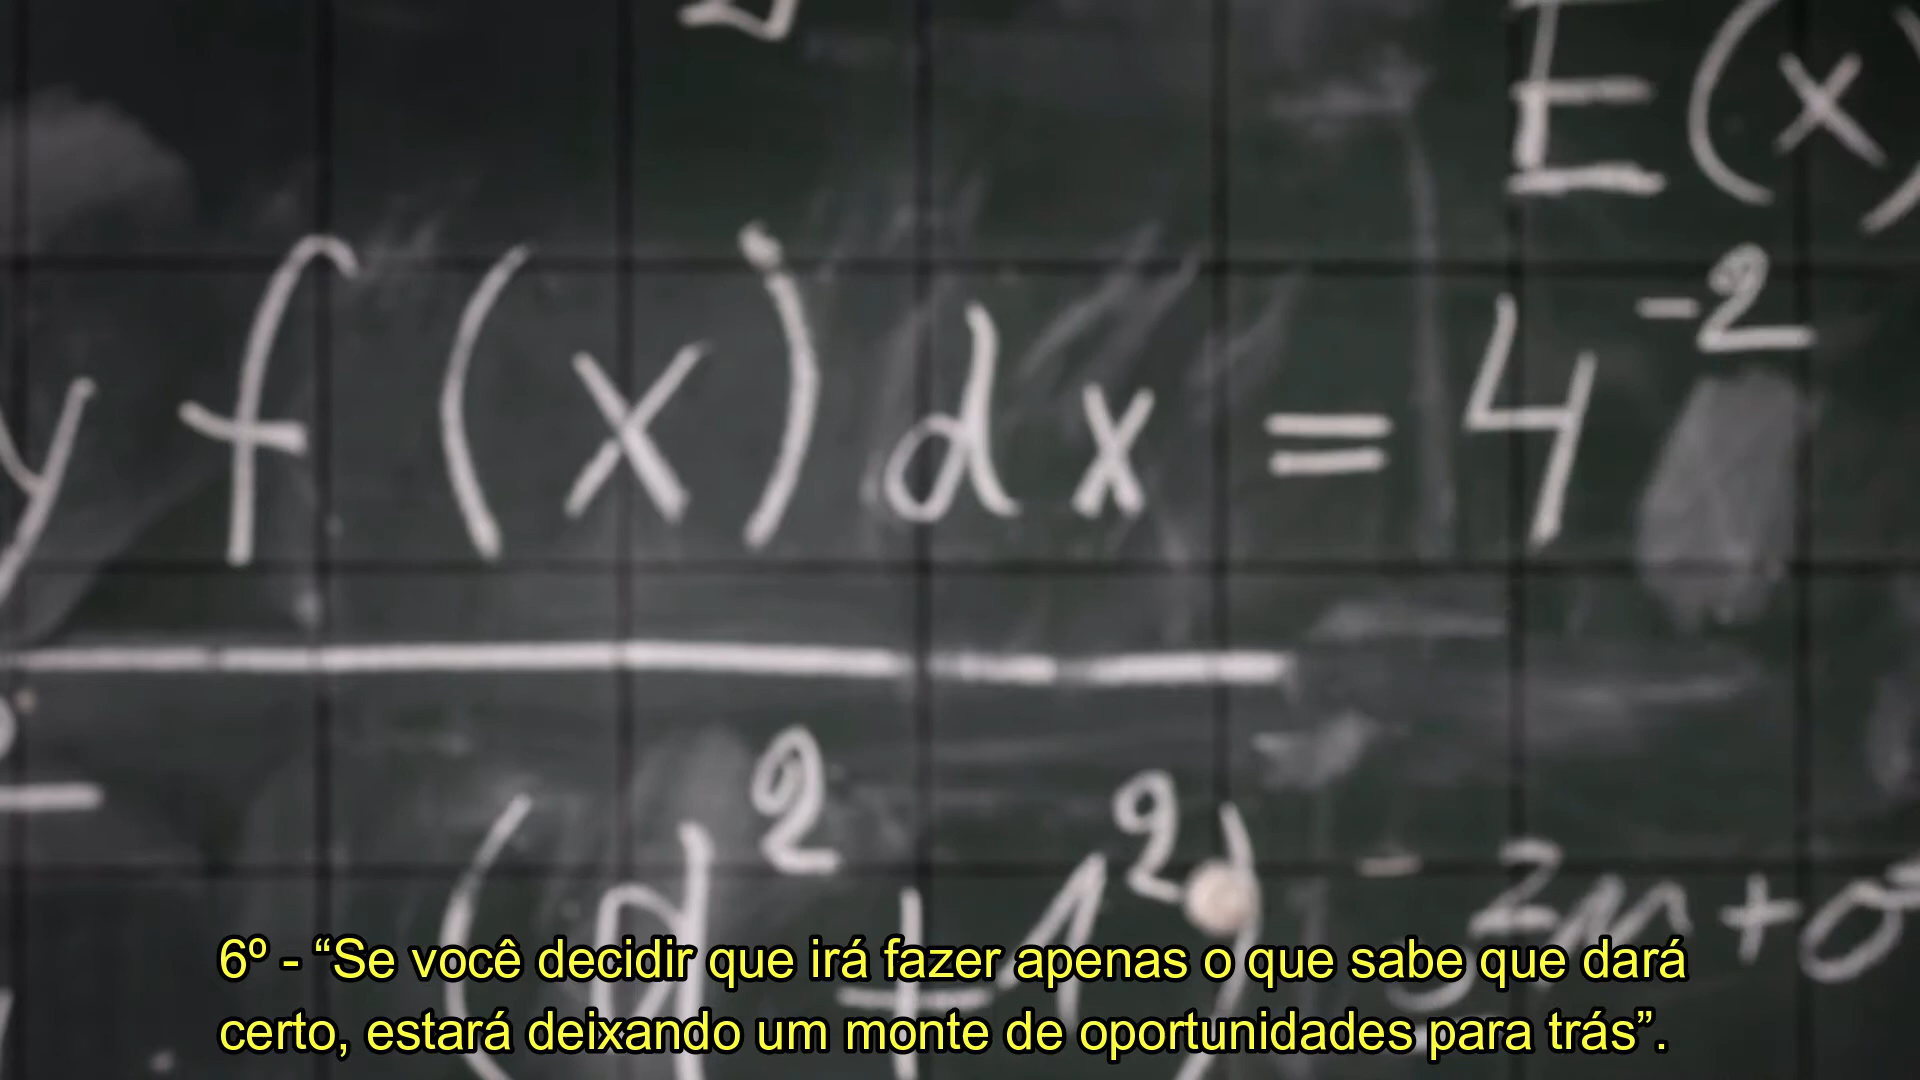 E(x)
y f(x)dx = 4⁻²
6º - “Se você decidir que irá fazer apenas o que sabe que dará
certo, estará deixando um monte de oportunidades para trás”.